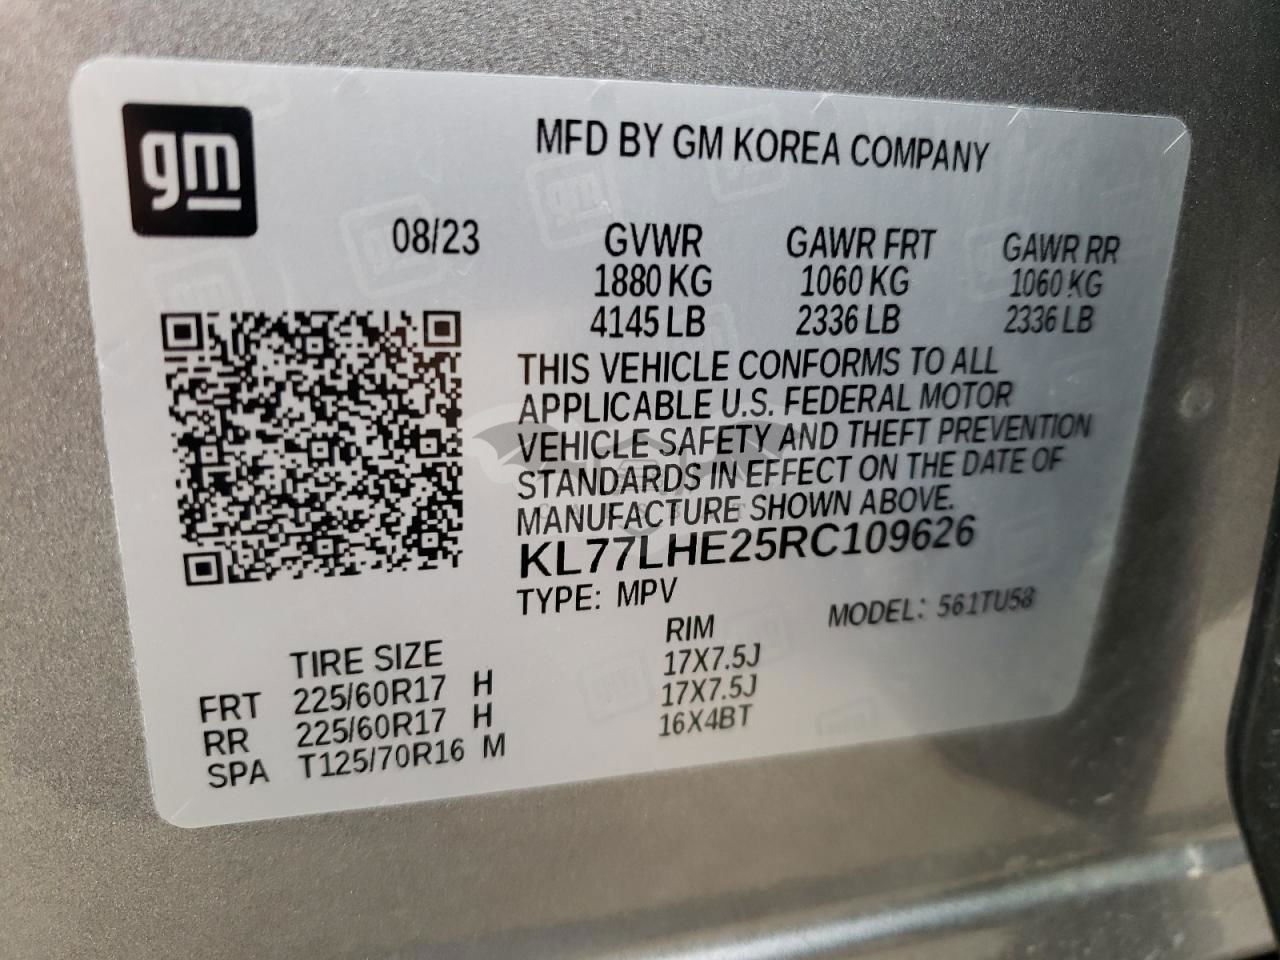 gm
MFD BY GM KOREA COMPANY
08/23 GVWR GAWR FRT GAWR RR
1880 KG 1060 KG 1060 KG
4145 LB 2336 LB 2336 LB
THIS VEHICLE CONFORMS TO ALL
APPLICABLE U.S. FEDERAL MOTOR
VEHICLE SAFETY AND THEFT PREVENTION
STANDARDS IN EFFECT ON THE DATE OF
MANUFACTURE SHOWN ABOVE.
KL77LHE25RC109626
TYPE: MPV MODEL: 561TU58
TIRE SIZE RIM
FRT 225/60R17 H 17X7.5J
RR 225/60R17 H 17X7.5J
SPA T125/70R16 M 16X4BT